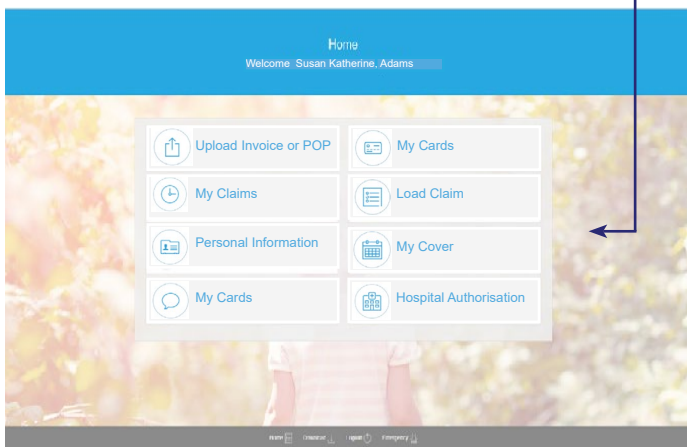 Home
Welcome Susan Katherine, Adams
Upload Invoice or POP
My Cards
My Claims
Load Claim
Personal Information
My Cover
My Cards
Hospital Authorisation
Home
Logout
Emergency